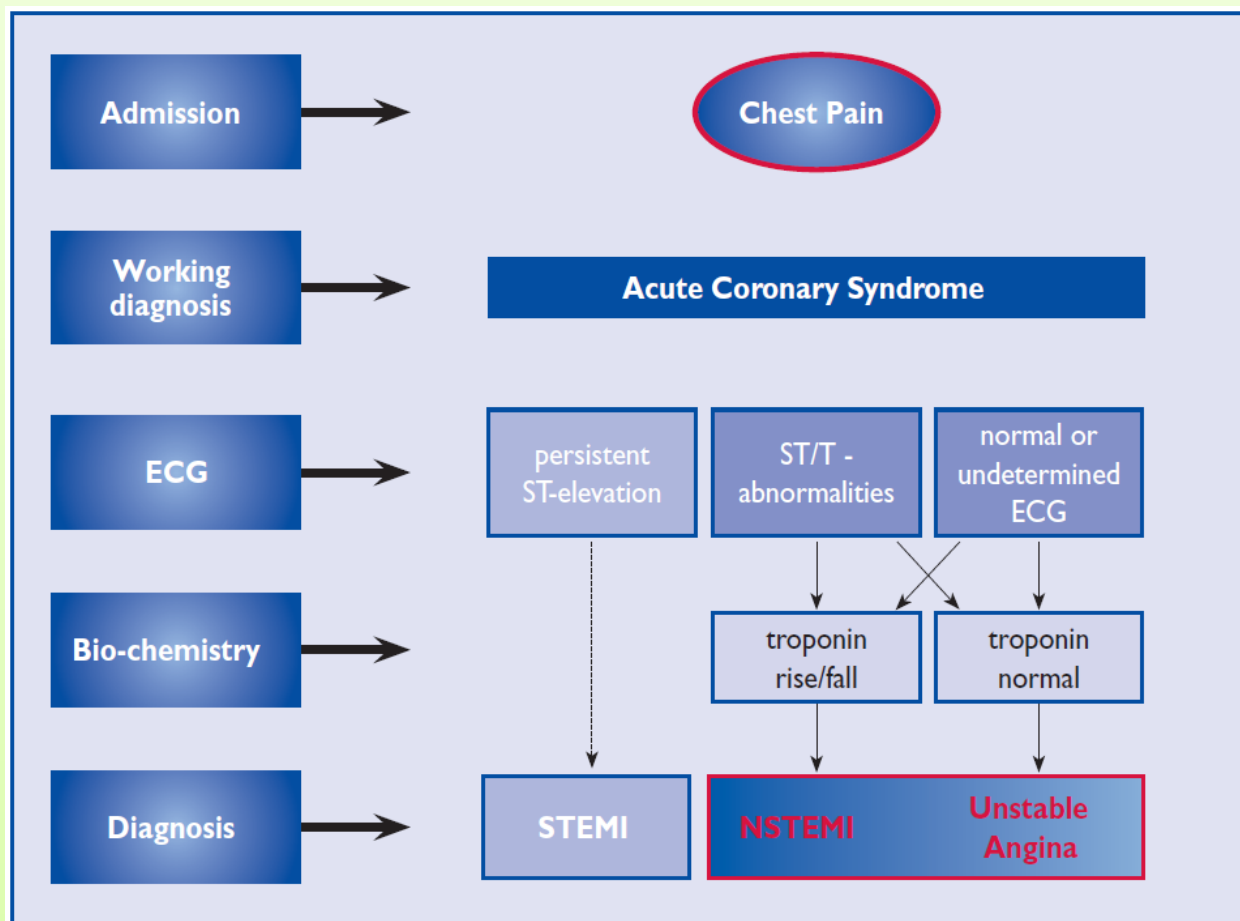 Admission
Chest Pain
Working
diagnosis
Acute Coronary Syndrome
ECG
persistent
ST-elevation
ST/T -
abnormalities
normal or
undetermined
ECG
Bio-chemistry
troponin
rise/fall
troponin
normal
Diagnosis
STEMI
NSTEMI
Unstable
Angina